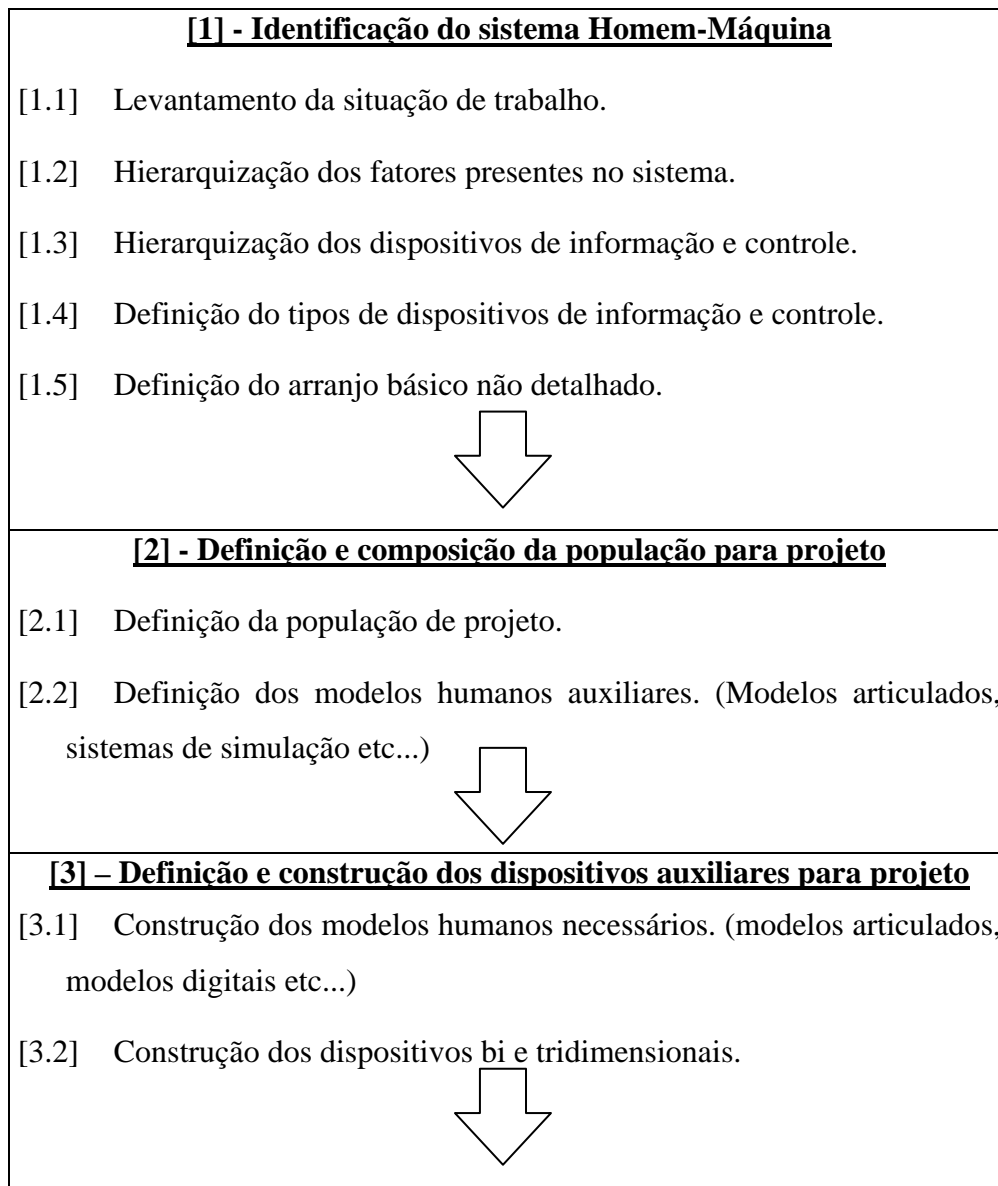 [1] - Identificação do sistema Homem-Máquina
[1.1] Levantamento da situação de trabalho.
[1.2] Hierarquização dos fatores presentes no sistema.
[1.3] Hierarquização dos dispositivos de informação e controle.
[1.4] Definição do tipos de dispositivos de informação e controle.
[1.5] Definição do arranjo básico não detalhado.
[2] - Definição e composição da população para projeto
[2.1] Definição da população de projeto.
[2.2] Definição dos modelos humanos auxiliares. (Modelos articulados,
sistemas de simulação etc...)
[3] – Definição e construção dos dispositivos auxiliares para projeto
[3.1] Construção dos modelos humanos necessários. (modelos articulados,
modelos digitais etc...)
[3.2] Construção dos dispositivos bi e tridimensionais.